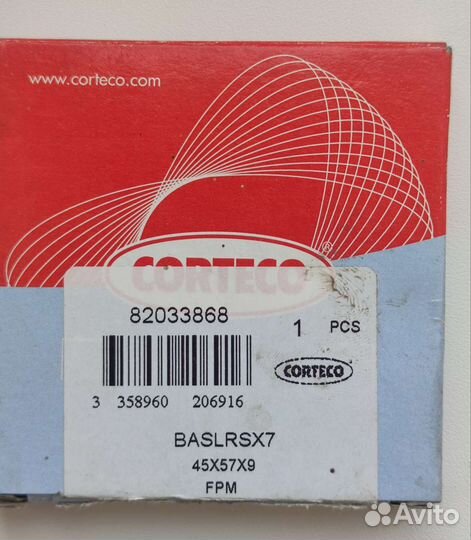 www.corteco.com
®
CORTECO
82033868
1 PCS
CORTECO
3 358960 206916
BASLRSX7
45X57X9
FPM
Avito